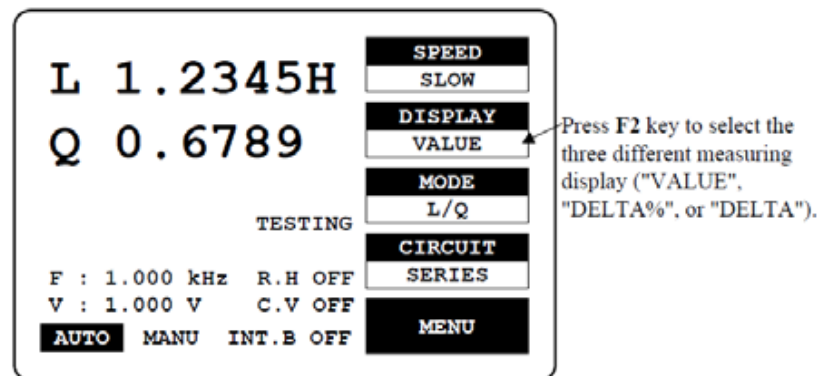 L 1.2345H
Q 0.6789
TESTING
F : 1.000 kHz R.H OFF
V : 1.000 V C.V OFF
AUTO MANU INT.B OFF
SPEED
SLOW
DISPLAY
VALUE
MODE
L/Q
CIRCUIT
SERIES
MENU
Press F2 key to select the
three different measuring
display ("VALUE",
"DELTA%", or "DELTA").